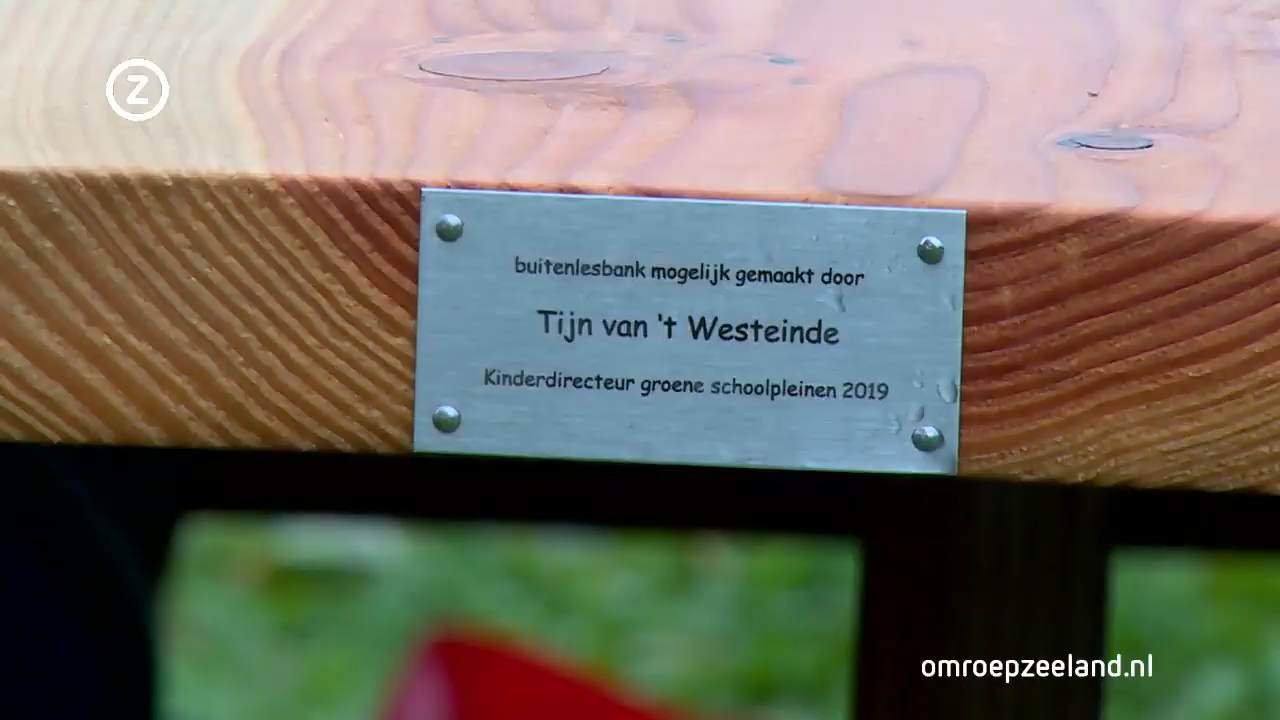 Z
buitenlesbank mogelijk gemaakt door
Tijn van 't Westeinde
Kinderdirecteur groene schoolpleinen 2019
omroepzeeland.nl